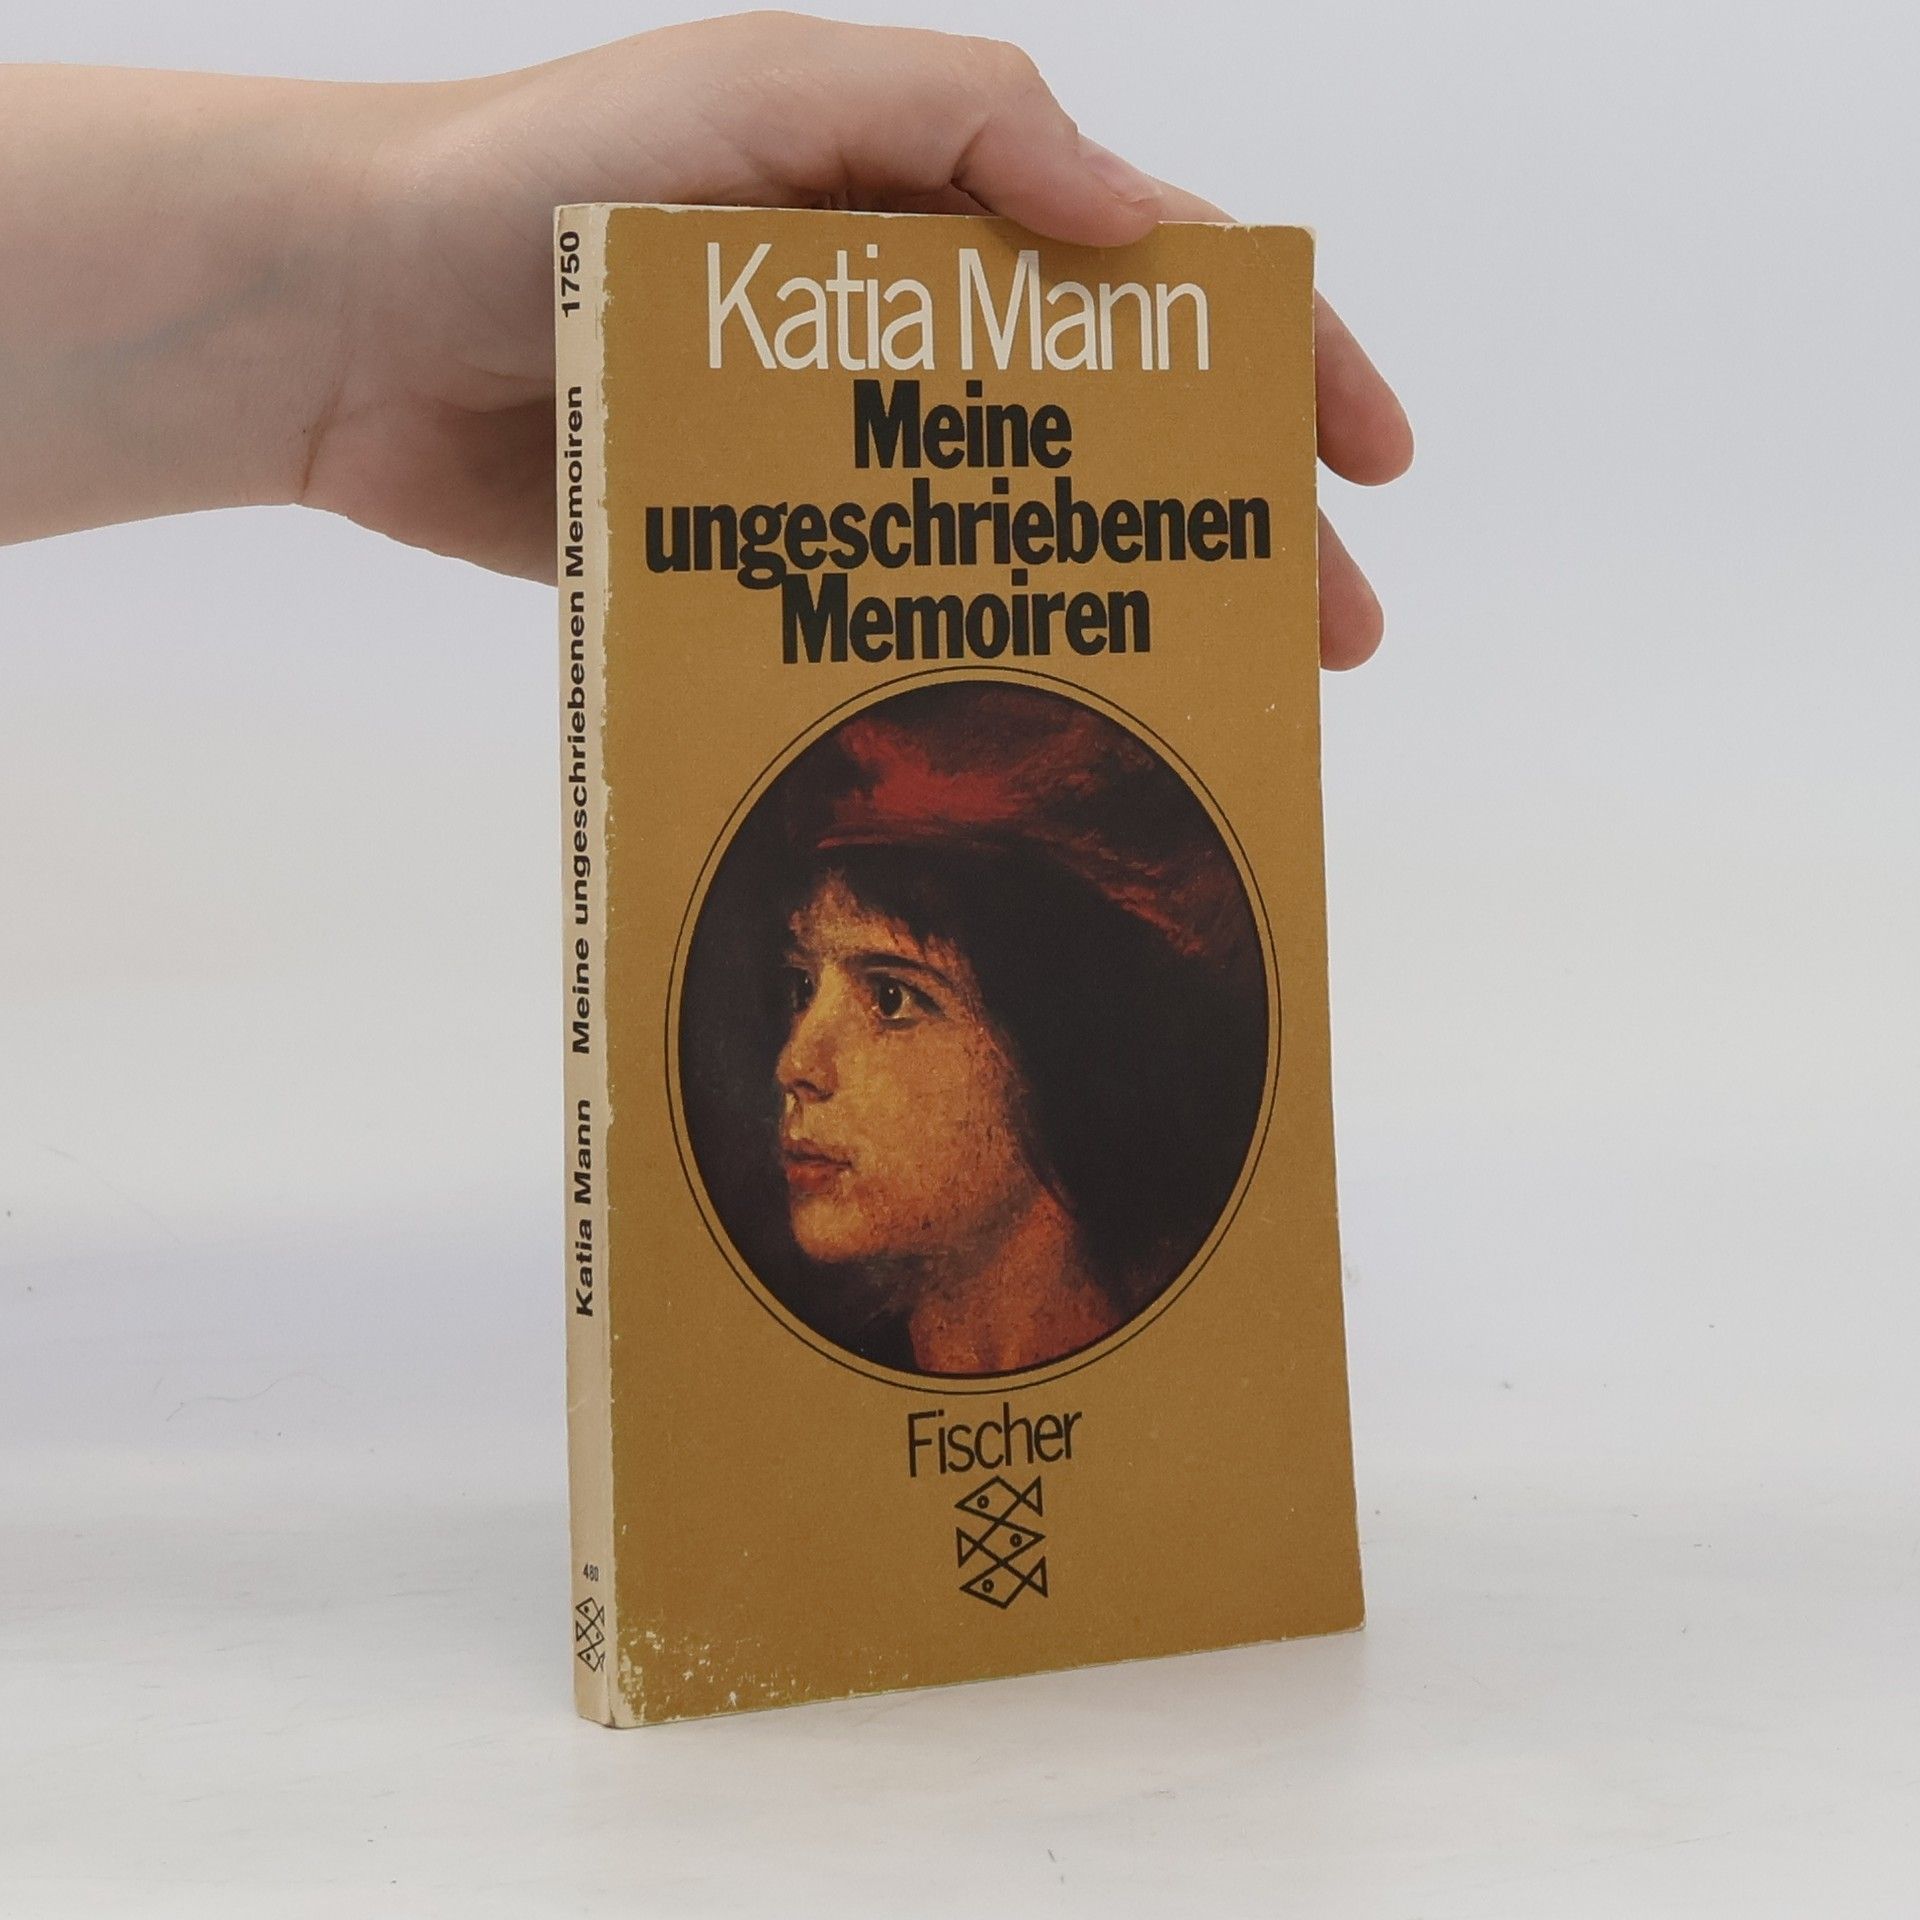 Katia Mann
Meine
ungeschriebenen
Memoiren
Fischer
Katia Mann Meine ungeschriebenen Memoiren 1750
480